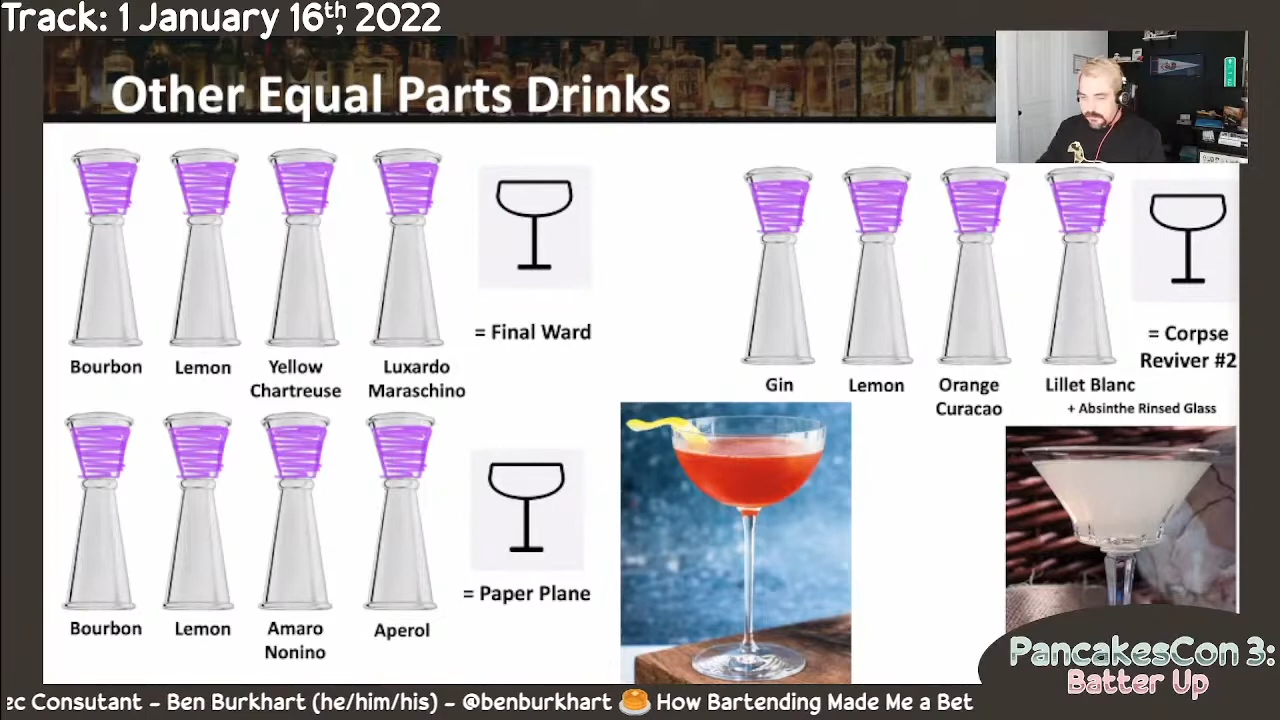 Track: 1 January 16th, 2022
Other Equal Parts Drinks
Bourbon
Lemon
Yellow
Chartreuse
Luxardo
Maraschino
= Final Ward
Gin
Lemon
Orange
Curacao
Lillet Blanc
+ Absinthe Rinsed Glass
= Corpse
Reviver #2
Bourbon
Lemon
Amaro
Nonino
Aperol
= Paper Plane
PancakesCon 3:
Batter Up
ec Consutant - Ben Burkhart (he/him/his) - @benburkhart 🥞 How Bartending Made Me a Bet